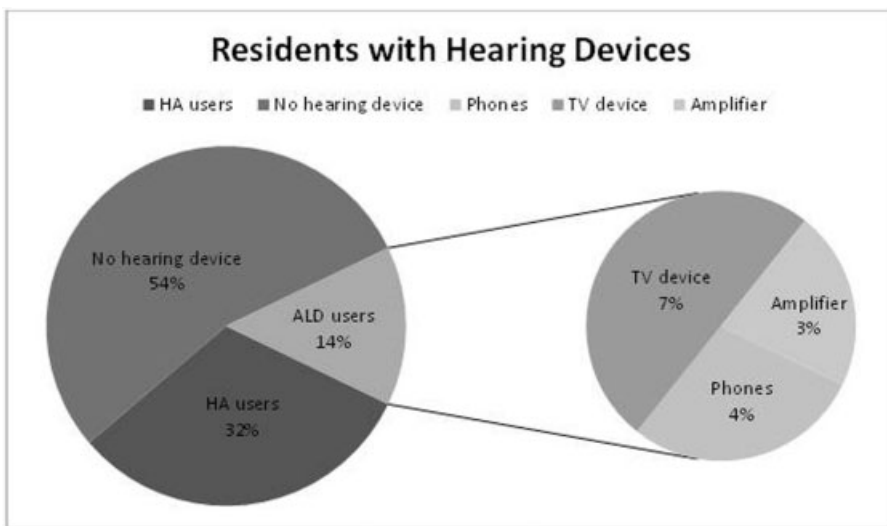 Residents with Hearing Devices
HA users No hearing device Phones TV device Amplifier
No hearing device
54%
ALD users
14%
HA users
32%
TV device
7%
Amplifier
3%
Phones
4%